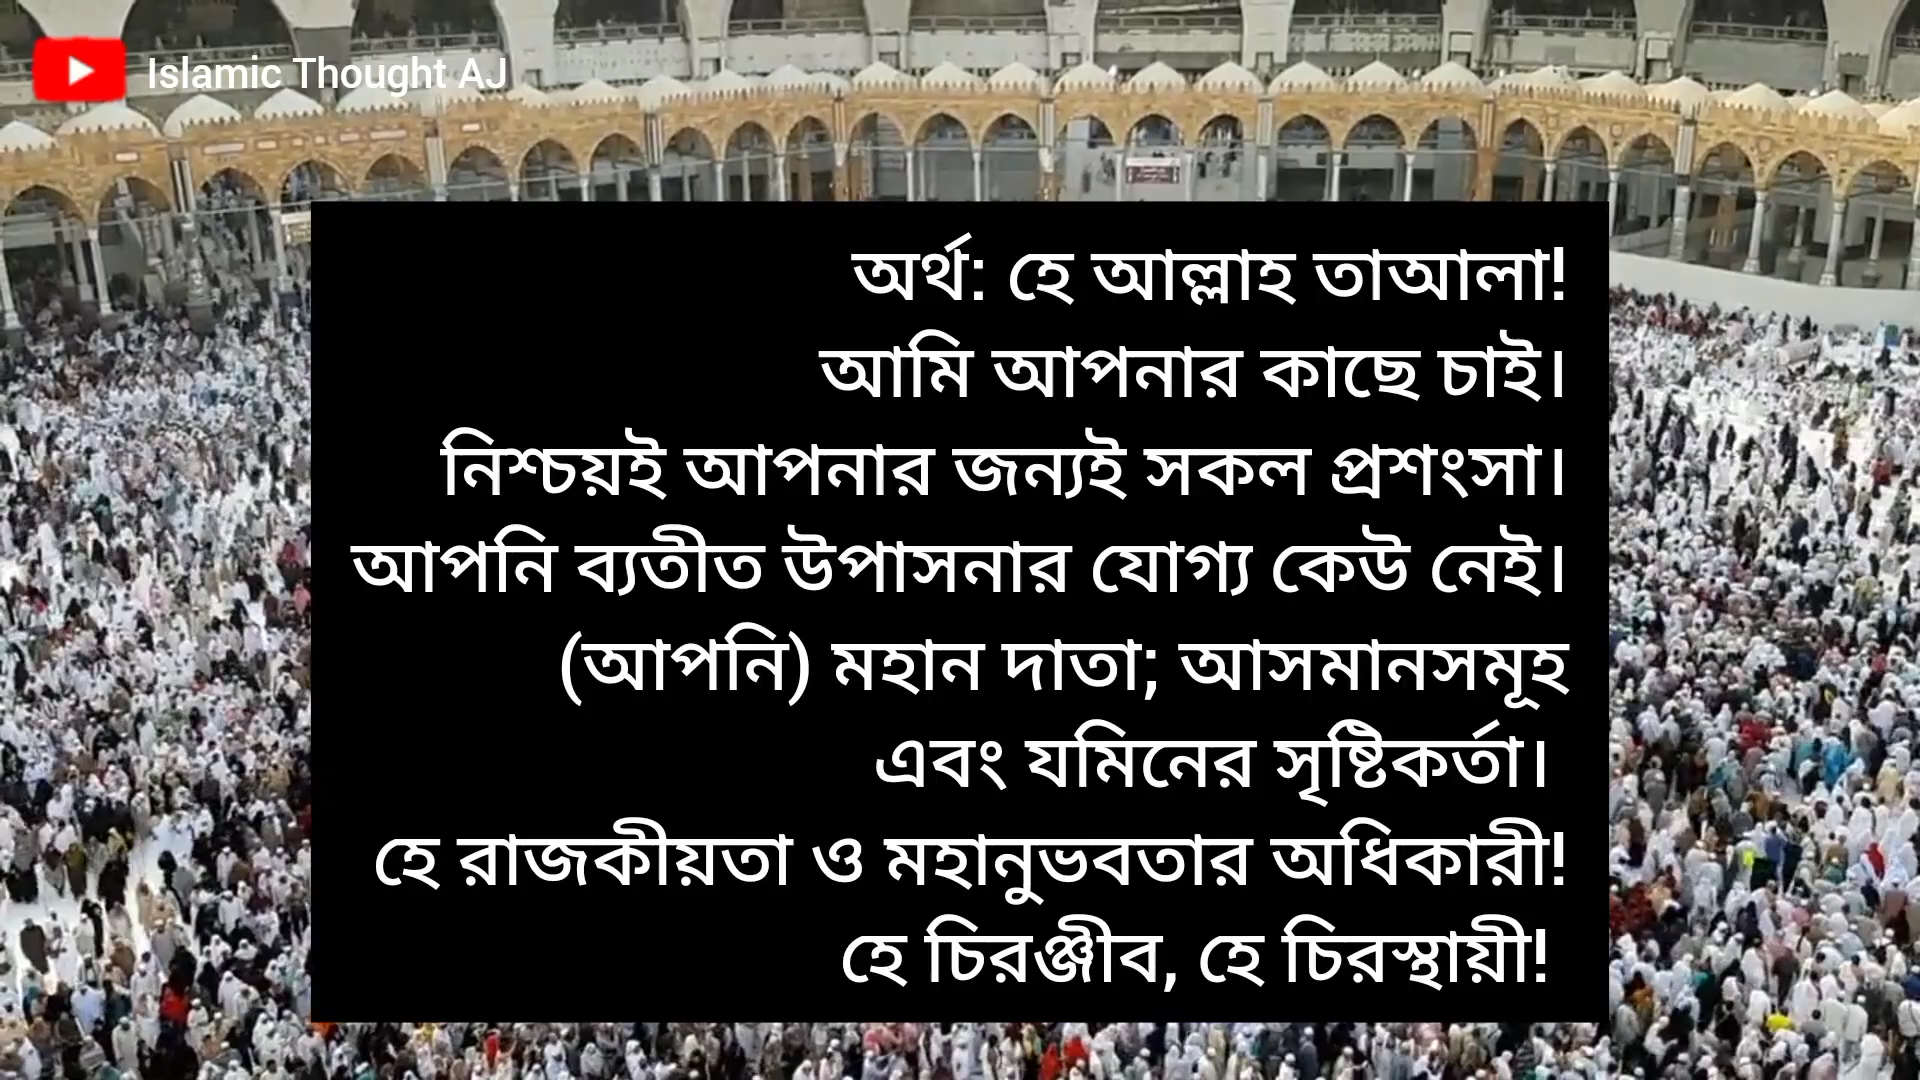 Islamic Thought AJ
অর্থ: হে আল্লাহ তাআলা!
আমি আপনার কাছে চাই।
নিশ্চয়ই আপনার জন্যই সকল প্রশংসা।
আপনি ব্যতীত উপাসনার যোগ্য কেউ নেই।
(আপনি) মহান দাতা; আসমানসমূহ
এবং যমিনের সৃষ্টিকর্তা।
হে রাজকীয়তা ও মহানুভবতার অধিকারী!
হে চিরঞ্জীব, হে চিরস্থায়ী!